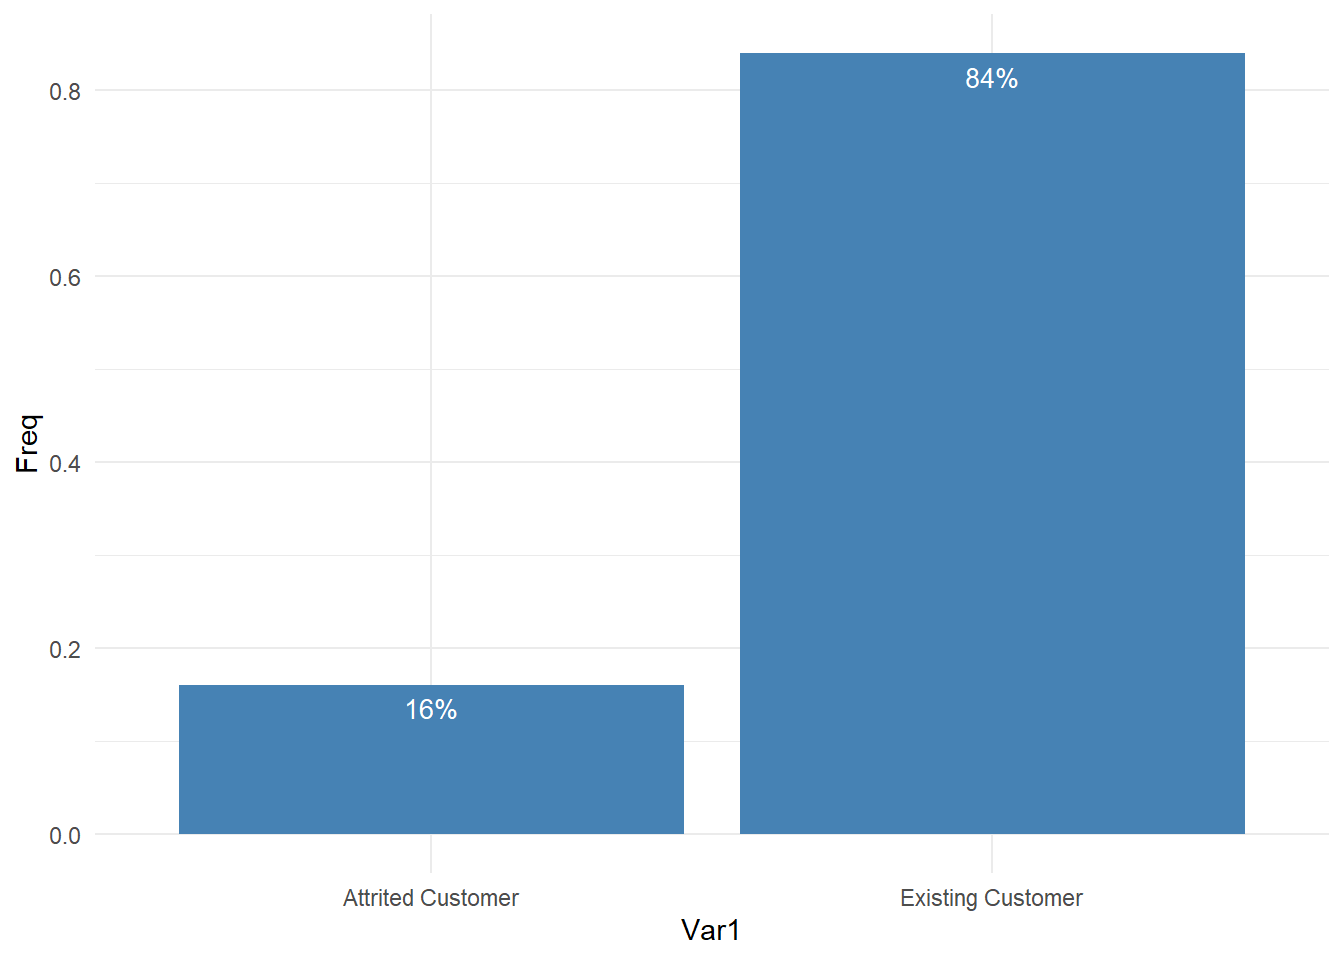 84%
0.8
0.6
Freq
0.4
0.2
16%
0.0
Attrited Customer
Existing Customer
Var1